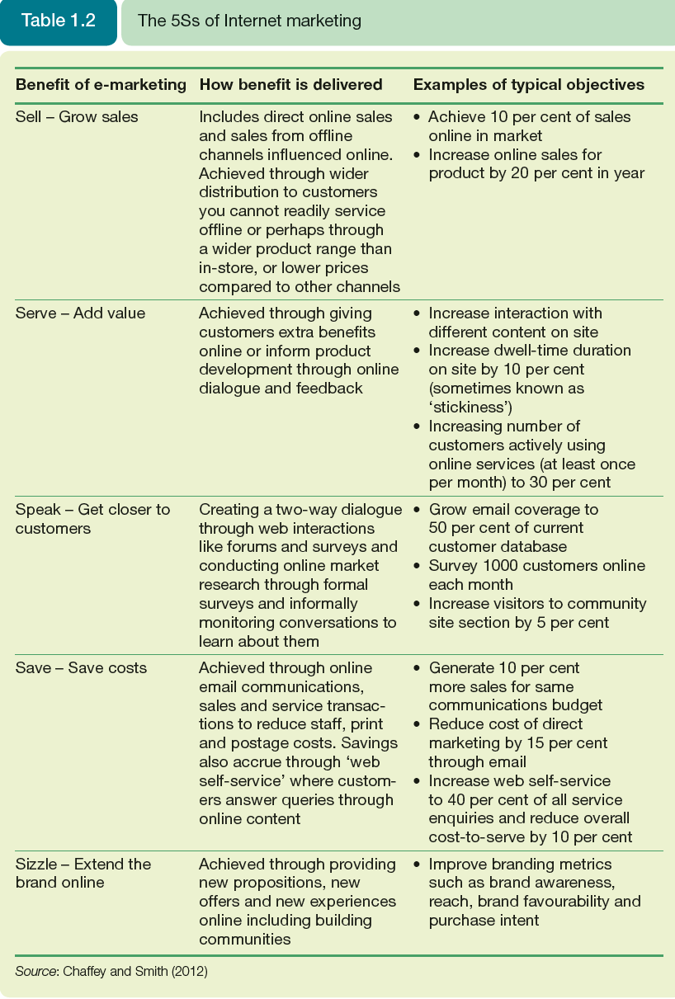 Table 1.2
The 5Ss of Internet marketing
Benefit of e-marketing
How benefit is delivered
Examples of typical objectives
Sell – Grow sales
Includes direct online sales
and sales from offline
channels influenced online.
Achieved through wider
distribution to customers
you cannot readily service
offline or perhaps through
a wider product range than
in-store, or lower prices
compared to other channels
• Achieve 10 per cent of sales
online in market
• Increase online sales for
product by 20 per cent in year
Serve – Add value
Achieved through giving
customers extra benefits
online or inform product
development through online
dialogue and feedback
• Increase interaction with
different content on site
• Increase dwell-time duration
on site by 10 per cent
(sometimes known as
‘stickiness’)
• Increasing number of
customers actively using
online services (at least once
per month) to 30 per cent
Speak – Get closer to
customers
Creating a two-way dialogue
through web interactions
like forums and surveys and
conducting online market
research through formal
surveys and informally
monitoring conversations to
learn about them
• Grow email coverage to
50 per cent of current
customer database
• Survey 1000 customers online
each month
• Increase visitors to community
site section by 5 per cent
Save – Save costs
Achieved through online
email communications,
sales and service transac-
tions to reduce staff, print
and postage costs. Savings
also accrue through ‘web
self-service’ where custom-
ers answer queries through
online content
• Generate 10 per cent
more sales for same
communications budget
• Reduce cost of direct
marketing by 15 per cent
through email
• Increase web self-service
to 40 per cent of all service
enquiries and reduce overall
cost-to-serve by 10 per cent
Sizzle – Extend the
brand online
Achieved through providing
new propositions, new
offers and new experiences
online including building
communities
• Improve branding metrics
such as brand awareness,
reach, brand favourability and
purchase intent
Source: Chaffey and Smith (2012)